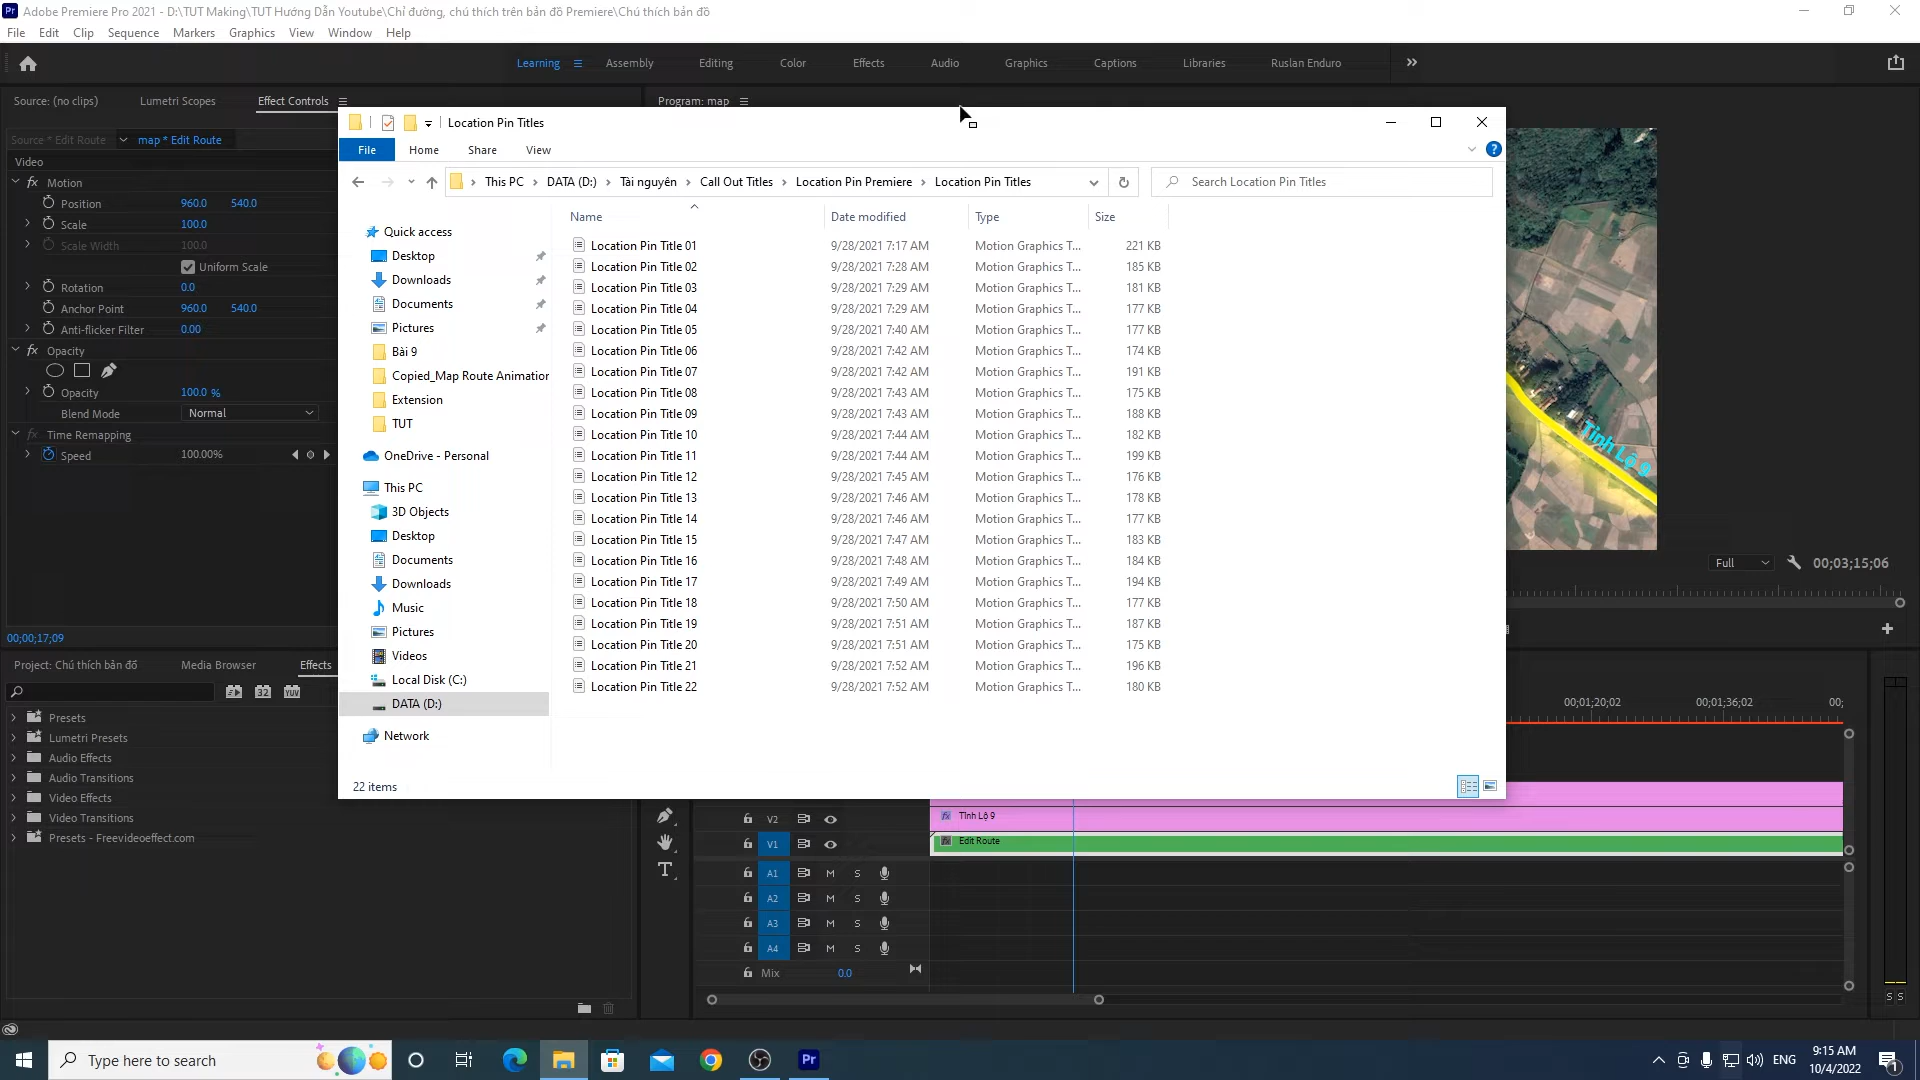 Adobe Premiere Pro 2021 - D:\TUT Making\TUT Hướng Dẫn Youtube\Chỉ đường, chú thích trên bản đồ Premiere\Chú thích bản đồ
File Edit Clip Sequence Markers Graphics View Window Help
Learning Assembly Editing Color Effects Audio Graphics Captions Libraries Ruslan Enduro
Source: (no clips) Lumetri Scopes Effect Controls Program: map
Source * Edit Route map * Edit Route
Video
Motion
Position 960.0 540.0
Scale 100.0
Scale Width 100.0
Uniform Scale
Rotation 0.0
Anchor Point 960.0 540.0
Anti-flicker Filter 0.00
Opacity
Opacity 100.0 %
Blend Mode Normal
Time Remapping
Speed 100.00%
00;00;17;09
Location Pin Titles
File Home Share View
This PC DATA (D:) Tài nguyên Call Out Titles Location Pin Premiere Location Pin Titles
Search Location Pin Titles
Quick access
Desktop
Downloads
Documents
Pictures
Bài 9
Copied_Map Route Animation
Extension
TUT
OneDrive - Personal
This PC
3D Objects
Desktop
Documents
Downloads
Music
Pictures
Videos
Local Disk (C:)
DATA (D:)
Network
Name Date modified Type Size
Location Pin Title 01 9/28/2021 7:17 AM Motion Graphics T... 221 KB
Location Pin Title 02 9/28/2021 7:28 AM Motion Graphics T... 185 KB
Location Pin Title 03 9/28/2021 7:29 AM Motion Graphics T... 181 KB
Location Pin Title 04 9/28/2021 7:29 AM Motion Graphics T... 177 KB
Location Pin Title 05 9/28/2021 7:40 AM Motion Graphics T... 177 KB
Location Pin Title 06 9/28/2021 7:42 AM Motion Graphics T... 174 KB
Location Pin Title 07 9/28/2021 7:42 AM Motion Graphics T... 191 KB
Location Pin Title 08 9/28/2021 7:43 AM Motion Graphics T... 175 KB
Location Pin Title 09 9/28/2021 7:43 AM Motion Graphics T... 188 KB
Location Pin Title 10 9/28/2021 7:44 AM Motion Graphics T... 182 KB
Location Pin Title 11 9/28/2021 7:44 AM Motion Graphics T... 199 KB
Location Pin Title 12 9/28/2021 7:45 AM Motion Graphics T... 176 KB
Location Pin Title 13 9/28/2021 7:46 AM Motion Graphics T... 178 KB
Location Pin Title 14 9/28/2021 7:46 AM Motion Graphics T... 177 KB
Location Pin Title 15 9/28/2021 7:47 AM Motion Graphics T... 183 KB
Location Pin Title 16 9/28/2021 7:48 AM Motion Graphics T... 184 KB
Location Pin Title 17 9/28/2021 7:49 AM Motion Graphics T... 194 KB
Location Pin Title 18 9/28/2021 7:50 AM Motion Graphics T... 177 KB
Location Pin Title 19 9/28/2021 7:51 AM Motion Graphics T... 187 KB
Location Pin Title 20 9/28/2021 7:51 AM Motion Graphics T... 175 KB
Location Pin Title 21 9/28/2021 7:52 AM Motion Graphics T... 196 KB
Location Pin Title 22 9/28/2021 7:52 AM Motion Graphics T... 180 KB
22 items
Tỉnh Lộ 9
Full 00;03;15;06
Project: Chú thích bản đồ Media Browser Effects
32 YUV
Presets
Lumetri Presets
Audio Effects
Audio Transitions
Video Effects
Video Transitions
Presets - Freevideoeffect.com
00;01;20;02 00;01;36;02 00;
V2 Tỉnh Lộ 9
V1 Edit Route
A1 M S
A2 M S
A3 M S
A4 M S
Mix 0.0
S S
Type here to search
Pr
ENG
9:15 AM
10/4/2022
1